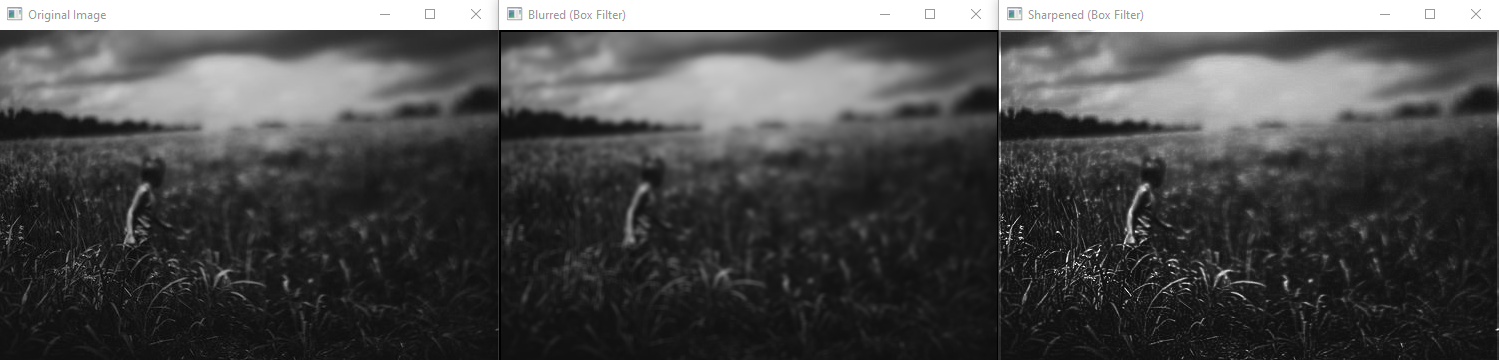 Original Image
Blurred (Box Filter)
Sharpened (Box Filter)